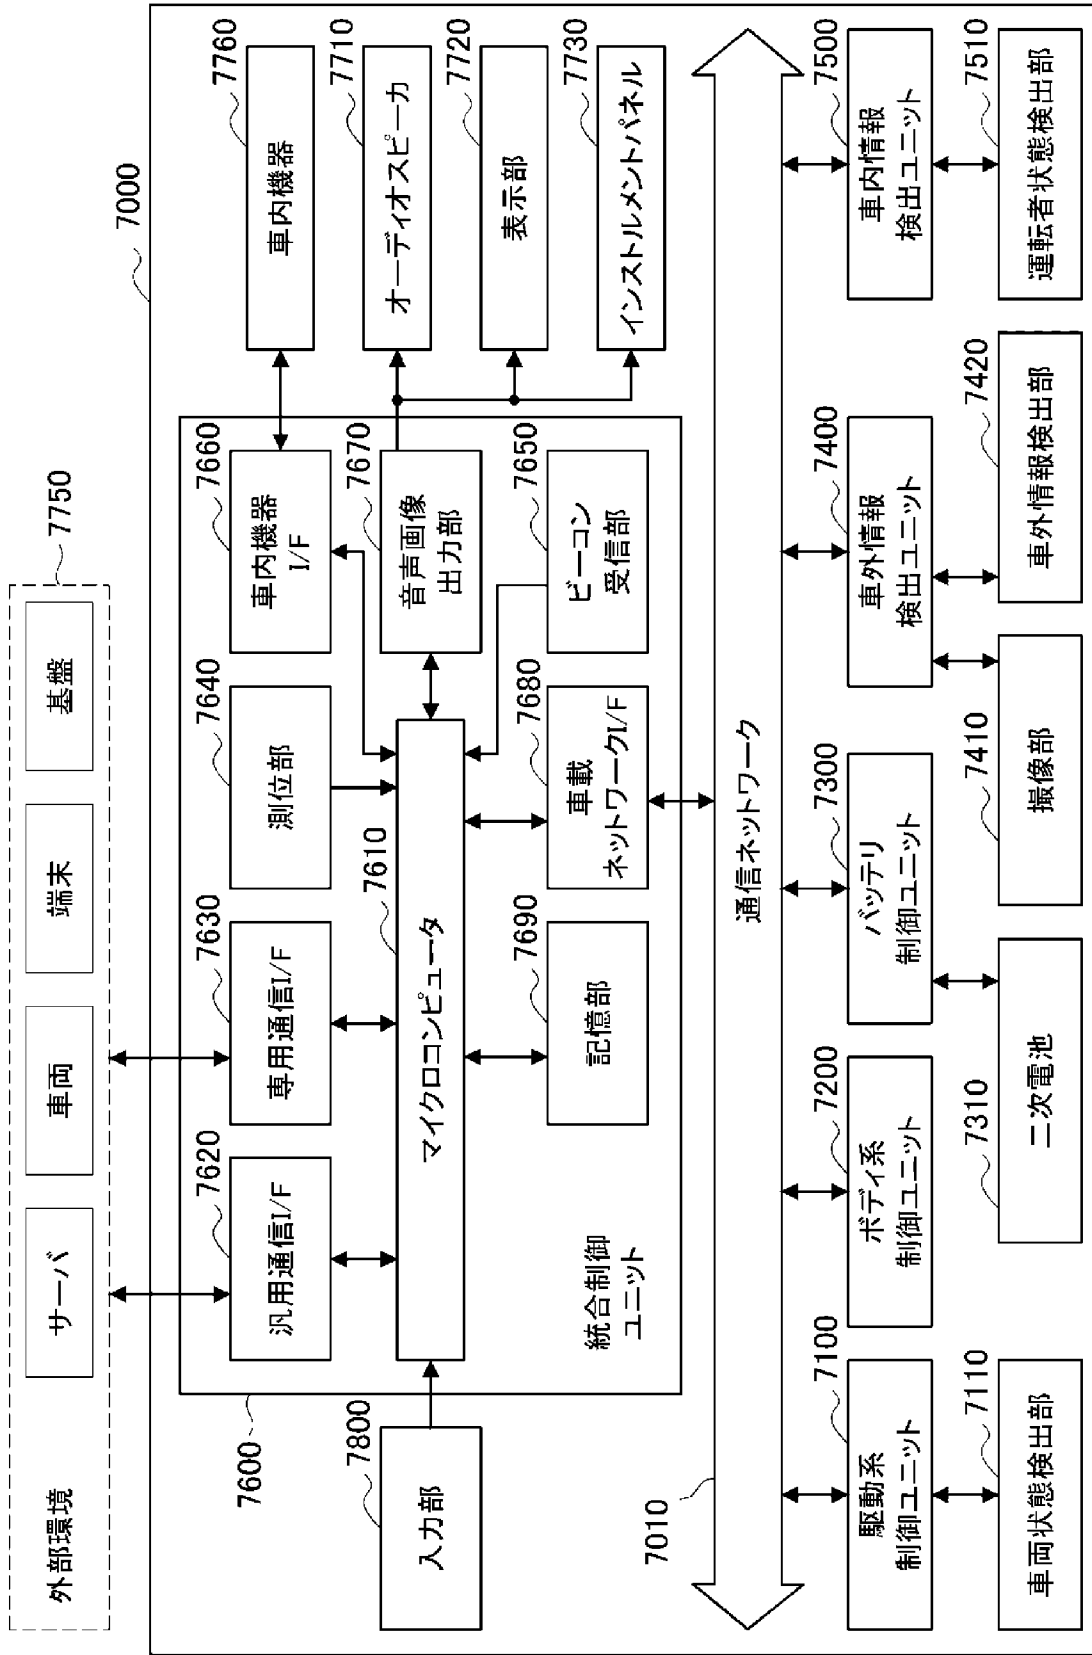 7750
外部環境
サーバ
車両
端末
基盤
7000
7600
7620
汎用通信I/F
7630
専用通信I/F
7640
測位部
7660
車内機器
I/F
7760
車内機器
7800
入力部
7610
マイクロコンピュータ
7670
音声画像
出力部
7710
オーディオスピーカ
7720
表示部
7730
インストルメントパネル
統合制御
ユニット
7690
記憶部
7680
車載
ネットワークI/F
7650
ビーコン
受信部
7010
通信ネットワーク
7100
駆動系
制御ユニット
7200
ボディ系
制御ユニット
7300
バッテリ
制御ユニット
7400
車外情報
検出ユニット
7500
車内情報
検出ユニット
7110
車両状態検出部
7310
二次電池
7410
撮像部
7420
車外情報検出部
7510
運転者状態検出部